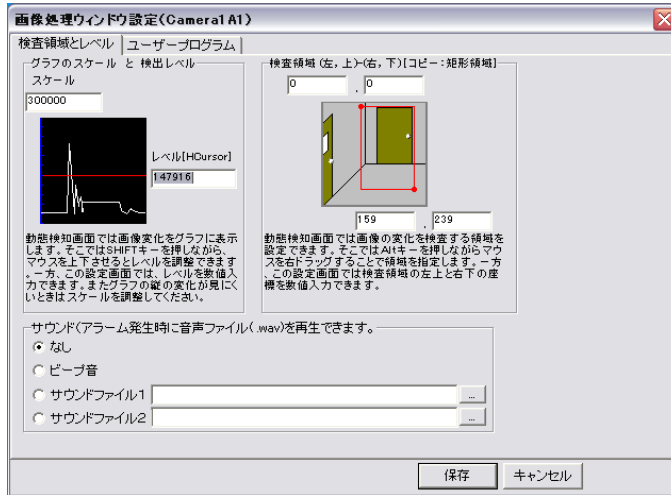 画像処理ウィンドウ設定(Camera1 A1)
検査領域とレベル
ユーザープログラム
グラフのスケール と 検出レベル
スケール
300000
レベル[HCursor]
147916
動態検知画面では画像変化をグラフに表示
します。そこではSHIFTキーを押しながら、
マウスを上下させるとレベルを調整できます
。一方、この設定画面では、レベルを数値入
力できます。またグラフの縦の変化が見にく
いときはスケールを調整してください。
検査領域 (左, 上)-(右, 下) [コピー:矩形領域]
0 , 0
159 , 239
動態検知画面では画像の変化を検査する領域を
設定できます。そこではAltキーを押しながらマウ
スを右ドラッグすることで領域を指定します。一方
、この設定画面では検査領域の左上と右下の座
標を数値入力できます。
サウンド(アラーム発生時に音声ファイル(.wav)を再生できます。
なし
ビープ音
サウンドファイル1 ...
サウンドファイル2 ...
保存
キャンセル